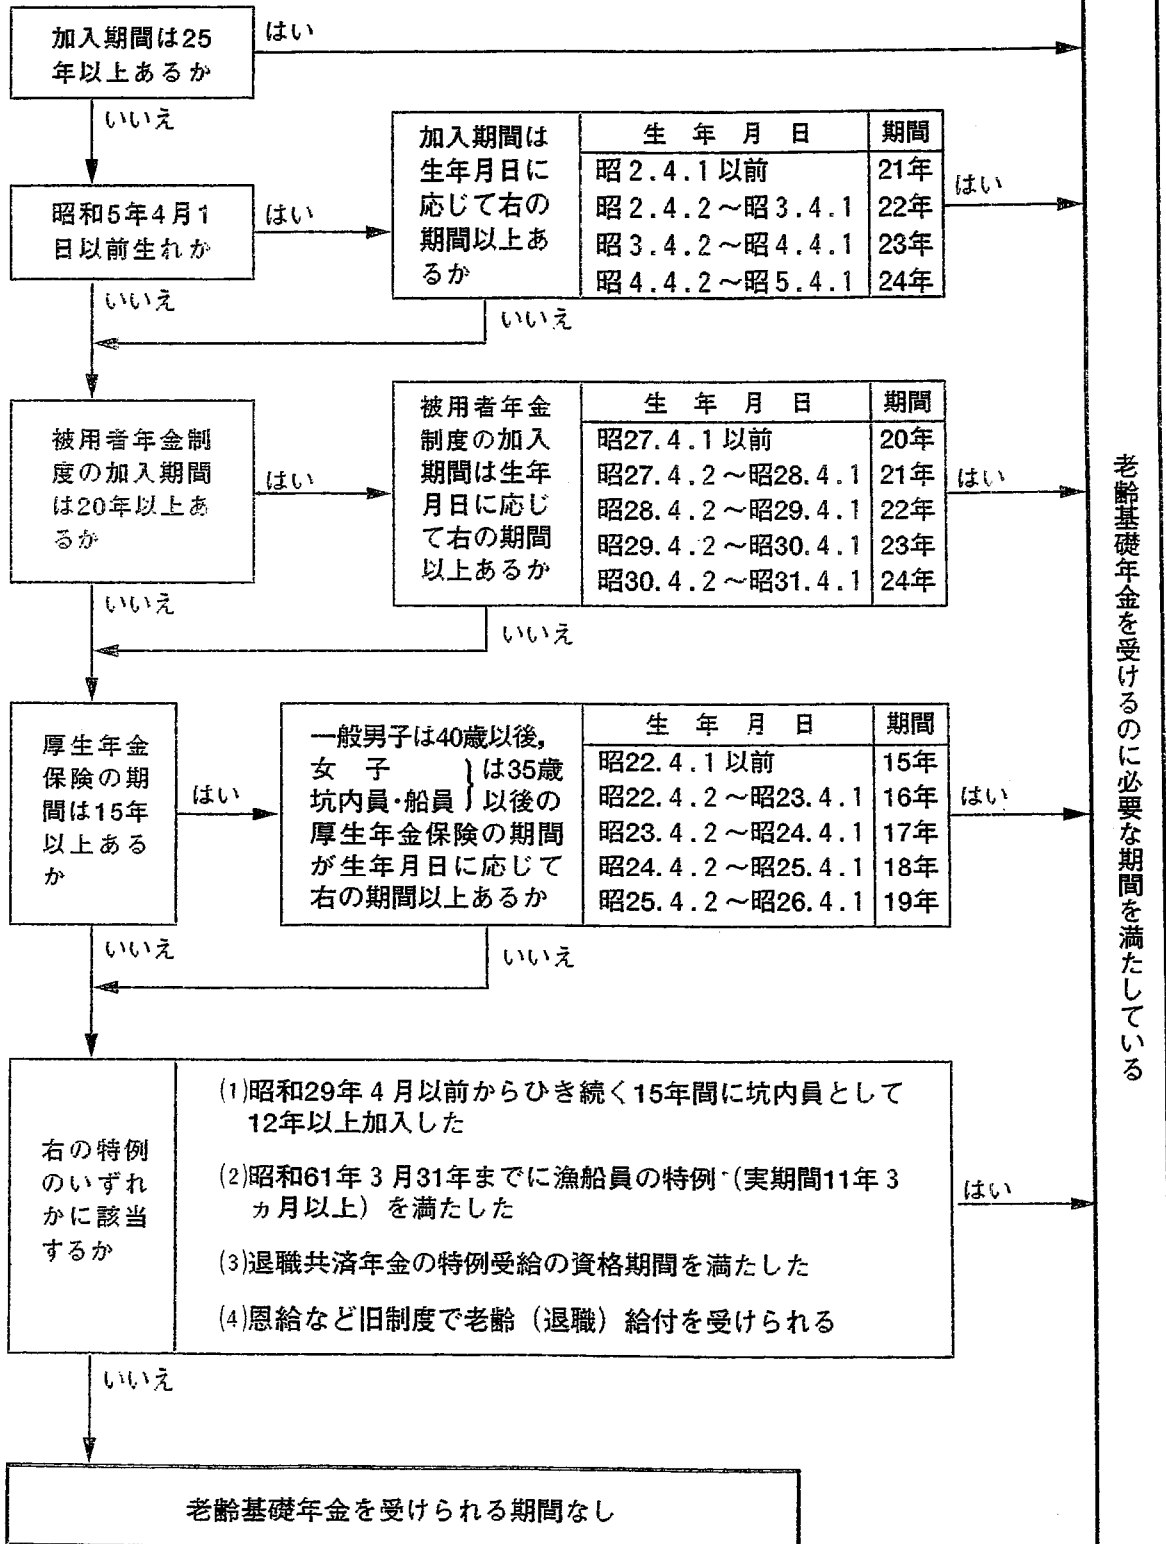 加入期間は25
年以上あるか
はい
いいえ
昭和5年4月1
日以前生れか
はい
いいえ
加入期間は
生年月日に
応じて右の
期間以上あ
るか
生 年 月 日 期間
昭2.4.1以前 21年
昭2.4.2～昭3.4.1 22年
昭3.4.2～昭4.4.1 23年
昭4.4.2～昭5.4.1 24年
はい
いいえ
被用者年金制
度の加入期間
は20年以上あ
るか
はい
いいえ
被用者年金
制度の加入
期間は生年
月日に応じ
て右の期間
以上あるか
生 年 月 日 期間
昭27.4.1以前 20年
昭27.4.2～昭28.4.1 21年
昭28.4.2～昭29.4.1 22年
昭29.4.2～昭30.4.1 23年
昭30.4.2～昭31.4.1 24年
はい
いいえ
厚生年金
保険の期
間は15年
以上ある
か
はい
いいえ
一般男子は40歳以後,
女 子 }は35歳
坑内員・船員 以後の
厚生年金保険の期間
が生年月日に応じて
右の期間以上あるか
生 年 月 日 期間
昭22.4.1以前 15年
昭22.4.2～昭23.4.1 16年
昭23.4.2～昭24.4.1 17年
昭24.4.2～昭25.4.1 18年
昭25.4.2～昭26.4.1 19年
はい
いいえ
右の特例
のいずれ
かに該当
するか
(1)昭和29年4月以前からひき続く15年間に坑内員として
12年以上加入した
(2)昭和61年3月31年までに漁船員の特例(実期間11年3
ヵ月以上)を満たした
(3)退職共済年金の特例受給の資格期間を満たした
(4)恩給など旧制度で老齢(退職)給付を受けられる
はい
いいえ
老齢基礎年金を受けられる期間なし
老齢基礎年金を受けるのに必要な期間を満たしている